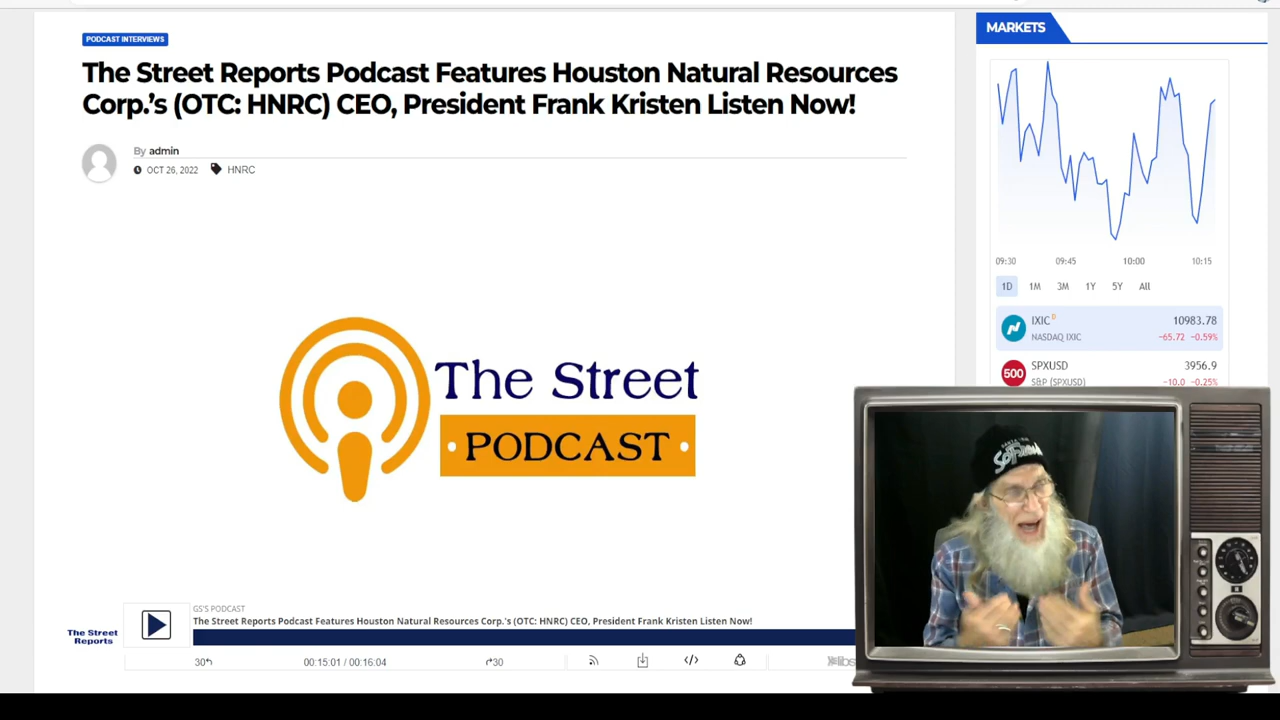 PODCAST INTERVIEWS
The Street Reports Podcast Features Houston Natural Resources
Corp.’s (OTC: HNRC) CEO, President Frank Kristen Listen Now!
By admin
OCT 26, 2022 HNRC
The Street
PODCAST
GS'S PODCAST
The Street Reports Podcast Features Houston Natural Resources Corp.'s (OTC: HNRC) CEO, President Frank Kristen Listen Now!
The Street
Reports
30
00:15:01 / 00:16:04
30
MARKETS
09:30 09:45 10:00 10:15
1D 1M 3M 1Y 5Y All
IXIC D 10983.78
NASDAQ IXIC -65.72 -0.59%
500
SPXUSD 3956.9
S&P (SPXUSD) -10.0 -0.25%